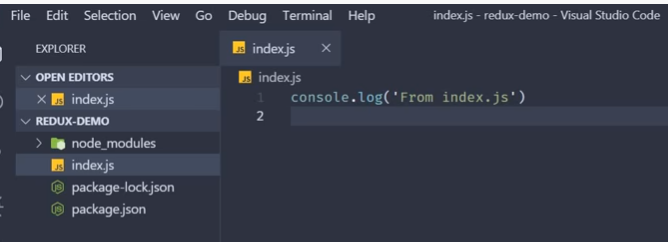 File Edit Selection View Go Debug Terminal Help index.js - redux-demo - Visual Studio Code
EXPLORER
OPEN EDITORS
JS index.js
REDUX-DEMO
node_modules
JS index.js
package-lock.json
package.json
JS index.js
JS index.js
1 console.log('From index.js')
2